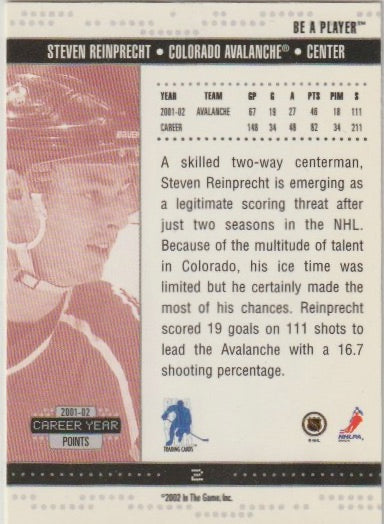 BE A PLAYER™
STEVEN REINPRECHT • COLORADO AVALANCHE® • CENTER
YEAR TEAM GP G A PTS PIM S
2001-02 AVALANCHE 67 19 27 46 18 111
CAREER 148 34 48 82 34 211
A skilled two-way centerman,
Steven Reinprecht is emerging as
a legitimate scoring threat after
just two seasons in the NHL.
Because of the multitude of talent
in Colorado, his ice time was
limited but he certainly made the
most of his chances. Reinprecht
scored 19 goals on 111 shots to
lead the Avalanche with a 16.7
shooting percentage.
2001-02
CAREER YEAR
POINTS
TRADING CARDS
NHLPA
2
©2002 In The Game, Inc.